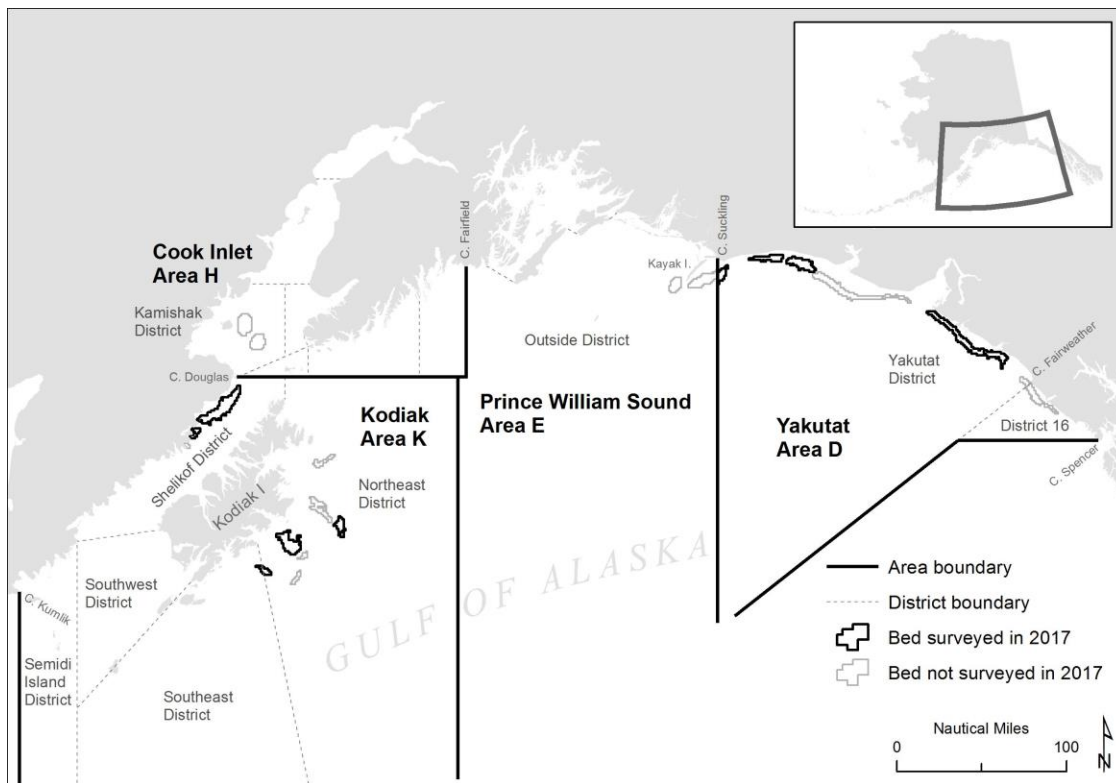 C. Fairfield
C. Suckling
Cook Inlet
Area H
Kayak I.
Kamishak
District
Outside District
C. Fairweather
Yakutat
District
C. Douglas
Kodiak
Area K
Prince William Sound
Area E
Yakutat
Area D
District 16
C. Spencer
Shelikof District
Kodiak I
Northeast
District
GULF OF ALASKA
Area boundary
District boundary
Bed surveyed in 2017
Bed not surveyed in 2017
C. Kumlik
Southwest
District
Semidi
Island
District
Southeast
District
Nautical Miles
0
100
N